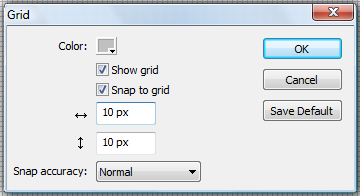 Grid
Color:
OK
Show grid
Cancel
Snap to grid
10 px
Save Default
10 px
Snap accuracy: Normal